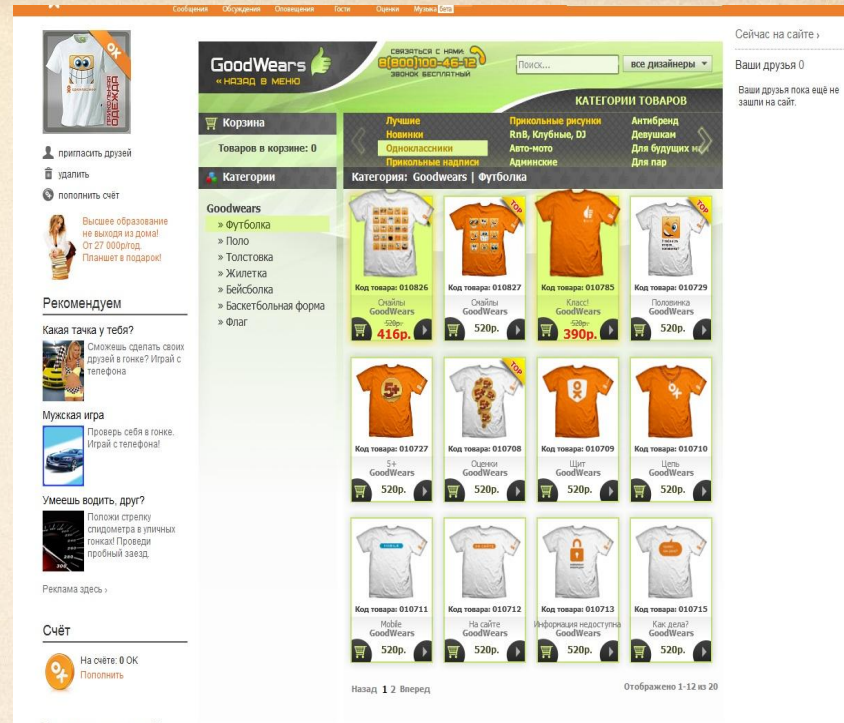 Сообщения Обсуждения Оповещения Гости Оценки Музыка бета
OK
ПРИКОЛЬНАЯ
ОДЕЖДА
пригласить друзей
удалить
пополнить счёт
Высшее образование
не выходя из дома!
От 27 000р/год.
Планшет в подарок!
Рекомендуем
Какая тачка у тебя?
Сможешь сделать своих
друзей в гонке? Играй с
телефона
Мужская игра
Проверь себя в гонке.
Играй с телефона!
Умеешь водить, друг?
Положи стрелку
спидометра в уличных
гонках! Проведи
пробный заезд.
Реклама здесь ›
Счёт
На счёте: 0 ОК
Пополнить
GoodWears
« НАЗАД В МЕНЮ
СВЯЗАТЬСЯ С НАМИ:
8(800)100-46-12
ЗВОНОК БЕСПЛАТНЫЙ
Поиск...
все дизайнеры
КАТЕГОРИИ ТОВАРОВ
Корзина
Товаров в корзине: 0
Категории
Goodwears
» Футболка
» Поло
» Толстовка
» Жилетка
» Бейсболка
» Баскетбольная форма
» Флаг
Лучшие Прикольные рисунки Антибренд
Новинки RnB, Клубные, DJ Девушкам
Одноклассники Авто-мото Для будущих
Прикольные надписи Админские Для пар
Категория: Goodwears | Футболка
TOP TOP
Код товара: 010826 Код товара: 010827 Код товара: 010785 Код товара: 010729
Смайлы Смайлы Класс! Половинка
GoodWears GoodWears GoodWears GoodWears
520р. 520р. 520р. 520р.
416р. 390р.
5+ TOP
Код товара: 010727 Код товара: 010708 Код товара: 010709 Код товара: 010710
5+ Оценки Щит Цепь
GoodWears GoodWears GoodWears GoodWears
520р. 520р. 520р. 520р.
Код товара: 010711 Код товара: 010712 Код товара: 010713 Код товара: 010715
Mobile На сайте Информация недоступна Как дела?
GoodWears GoodWears GoodWears GoodWears
520р. 520р. 520р. 520р.
Назад 1 2 Вперед
Отображено 1-12 из 20
Сейчас на сайте ›
Ваши друзья 0
Ваши друзья пока ещё не
зашли на сайт.